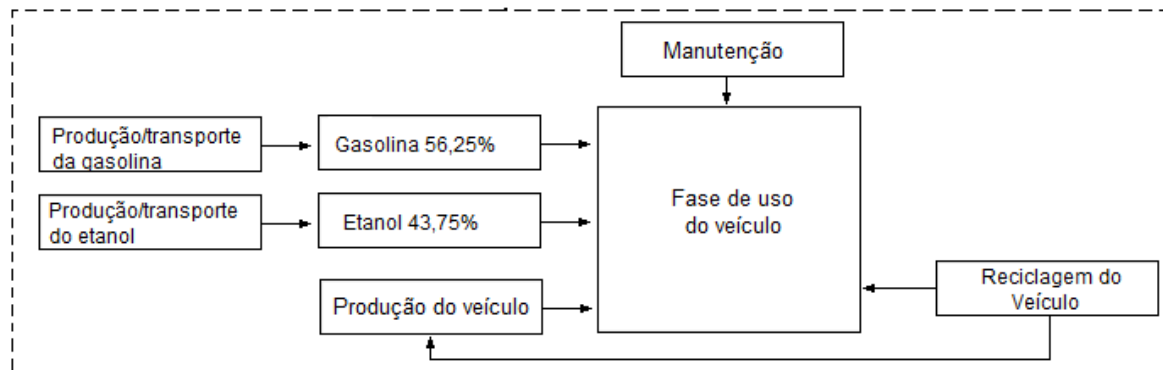 Manutenção
Produção/transporte
da gasolina
Gasolina 56,25%
Produção/transporte
do etanol
Etanol 43,75%
Fase de uso
do veículo
Produção do veículo
Reciclagem do
Veículo